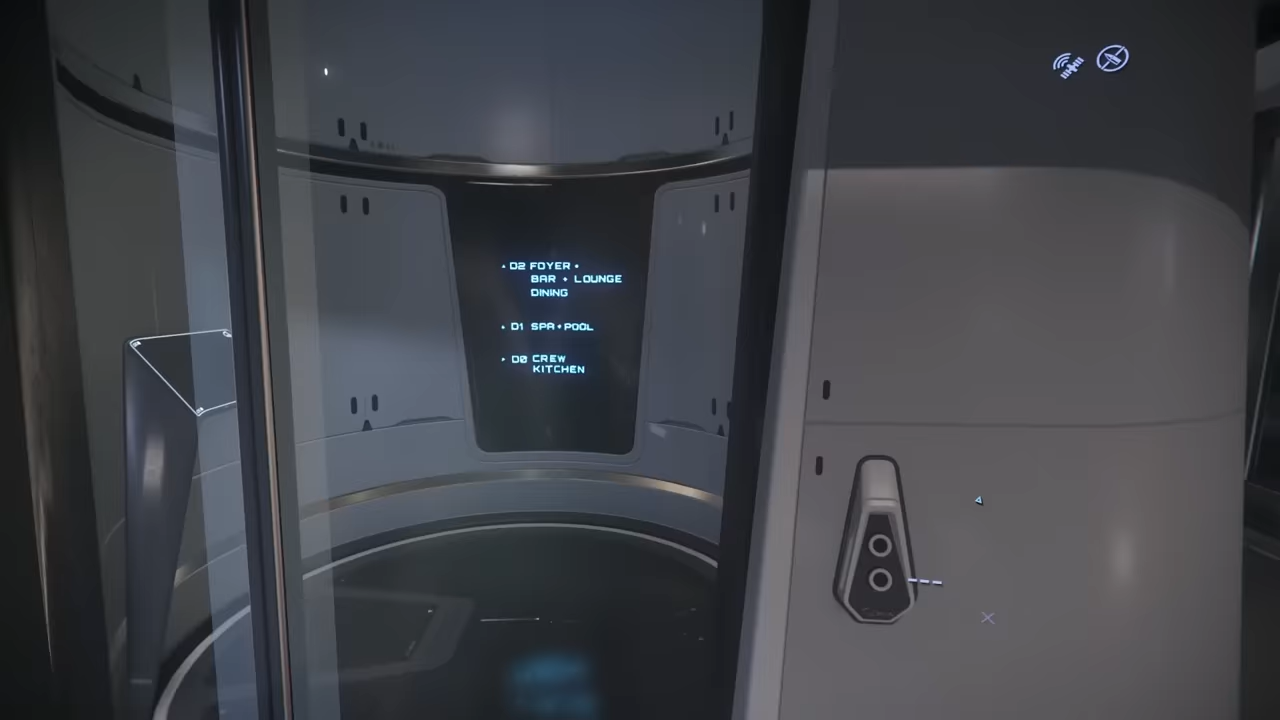 D2 FOYER +
BAR + LOUNGE
DINING
D1 SPA + POOL
D0 CREW
KITCHEN